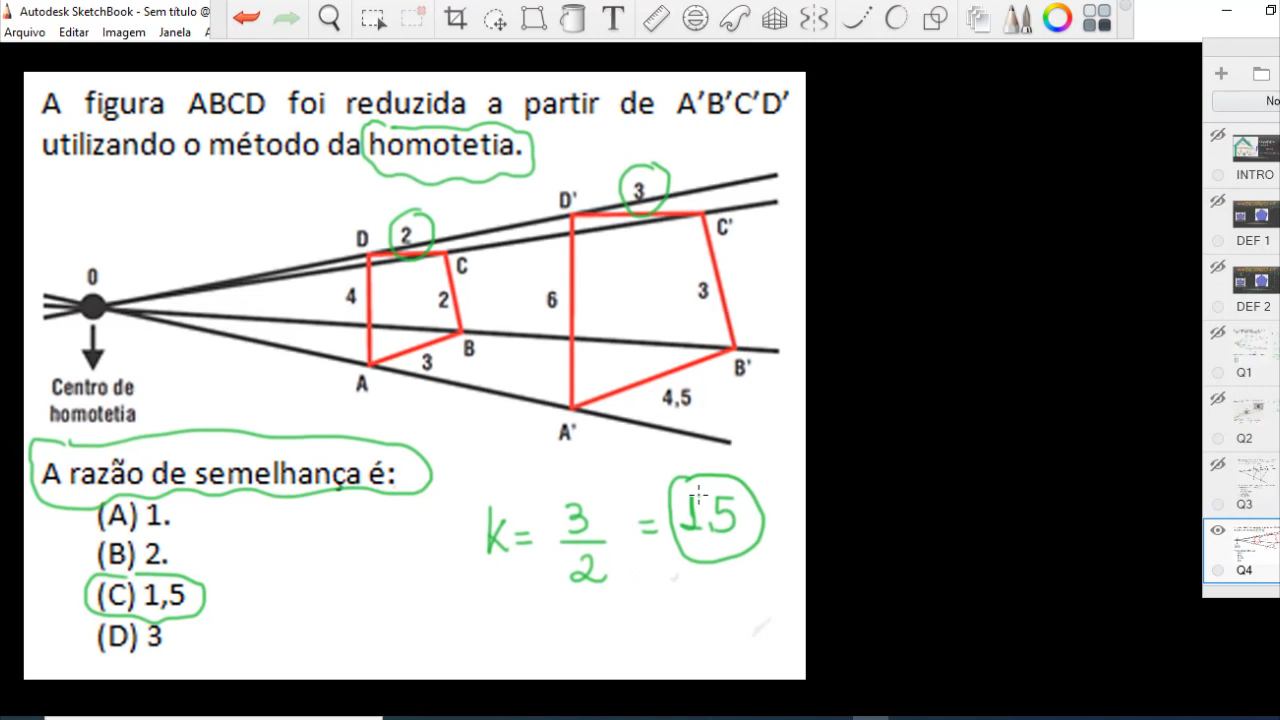 Autodesk SketchBook - Sem título @
Arquivo Editar Imagem Janela
A figura ABCD foi reduzida a partir de A’B’C’D’
utilizando o método da homotetia.
D' 3
C'
D 2
C
0
4 2 6 3
B
3
B'
A
4,5
A'
Centro de
homotetia
A razão de semelhança é:
(A) 1.
(B) 2.
(C) 1,5
(D) 3
k = 3/2 = 1,5
No
INTRO
DEF 1
DEF 2
Q1
Q2
Q3
Q4